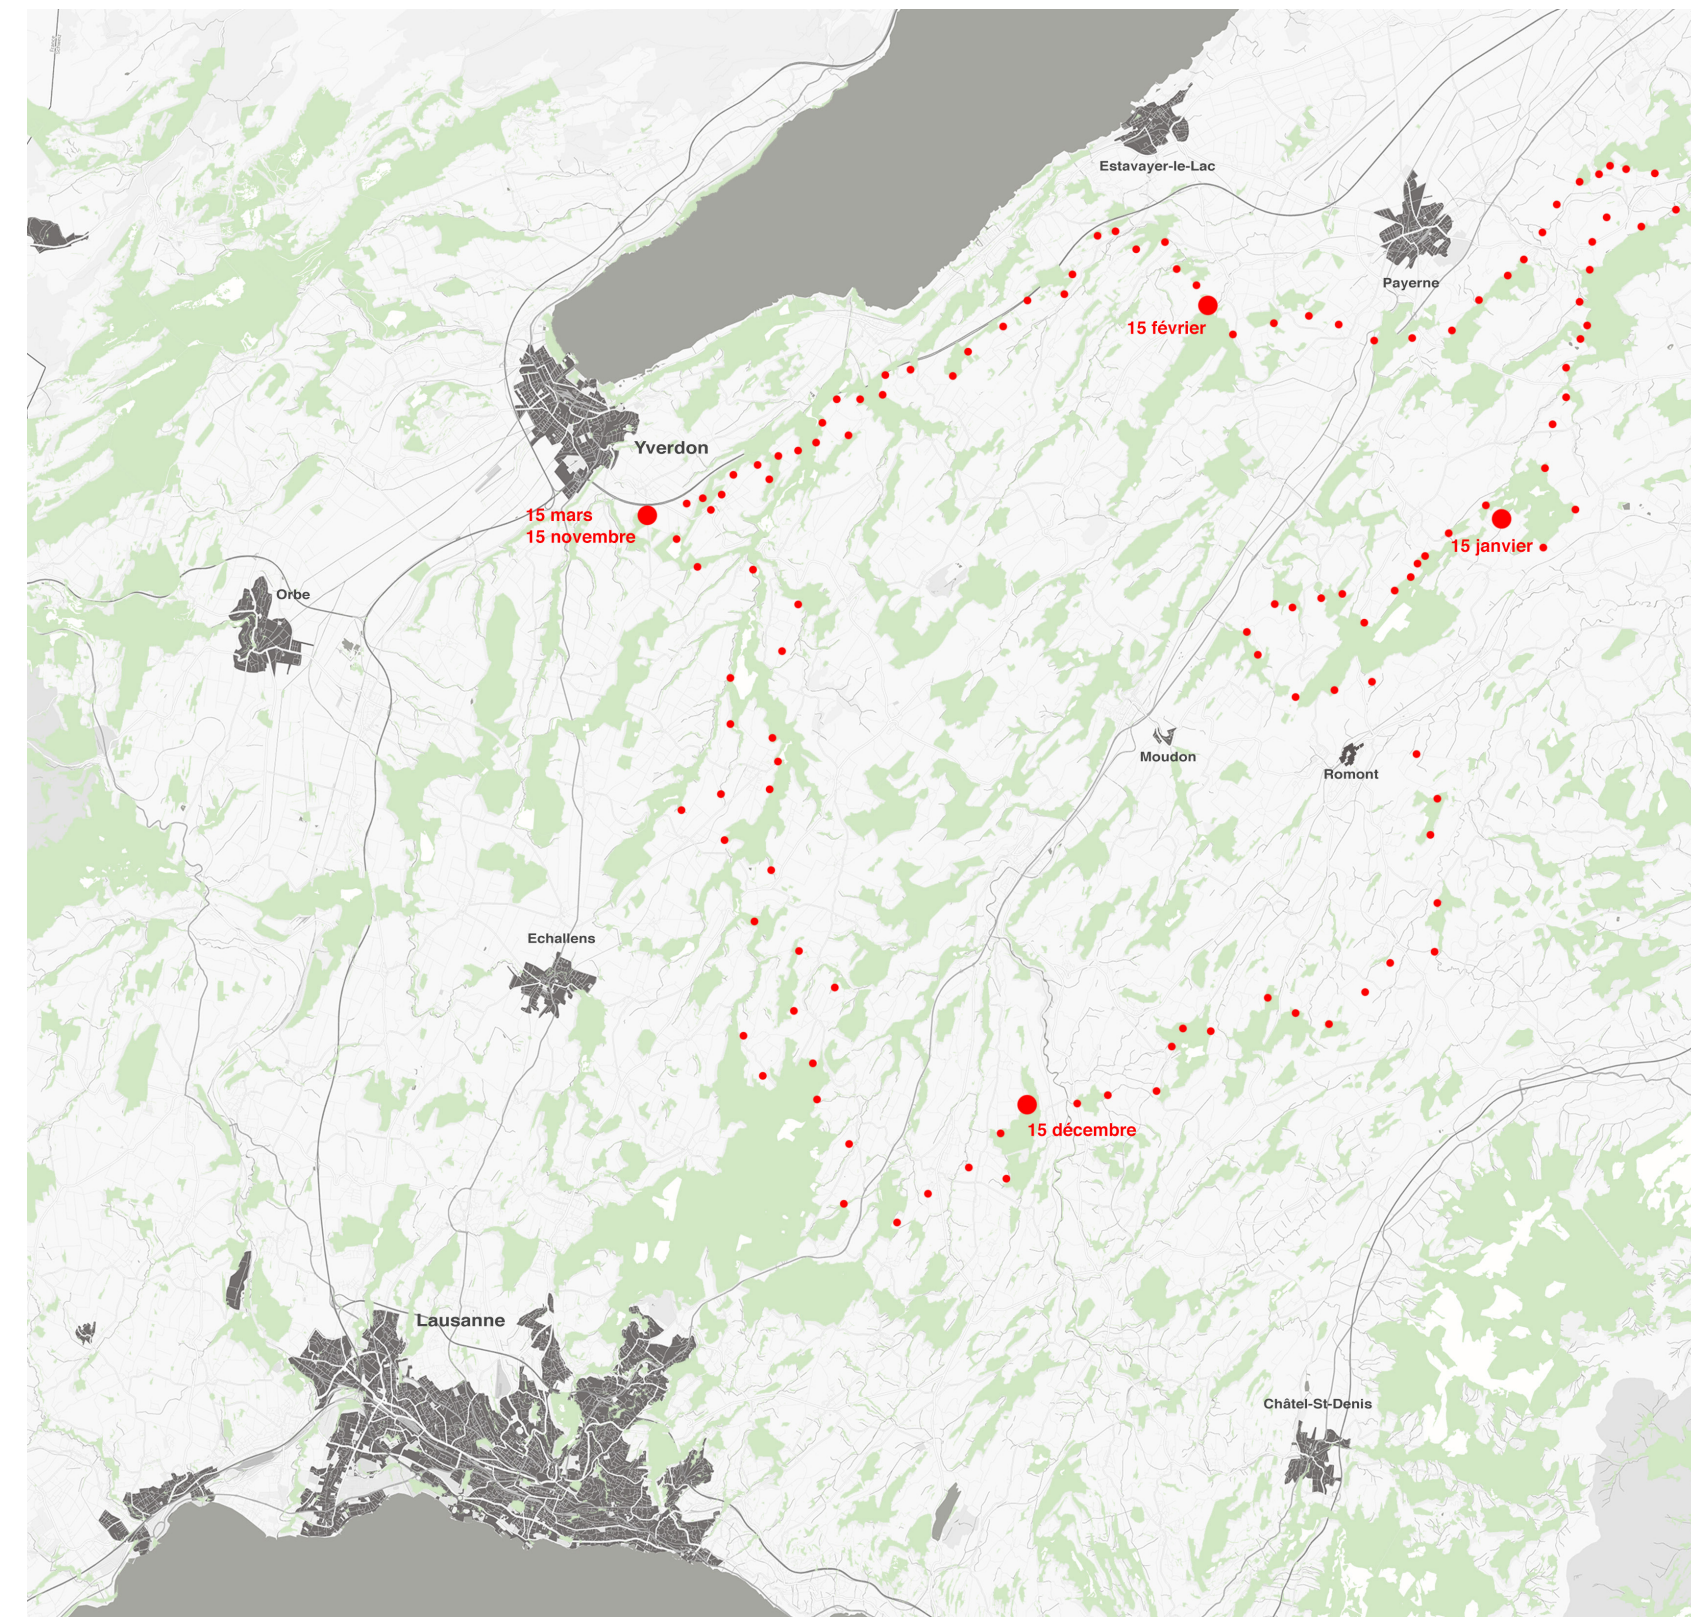 Estavayer-le-Lac
Payerne
15 février
Yverdon
15 mars
15 novembre
15 janvier
Orbe
Moudon
Romont
Echallens
15 décembre
Lausanne
Châtel-St-Denis